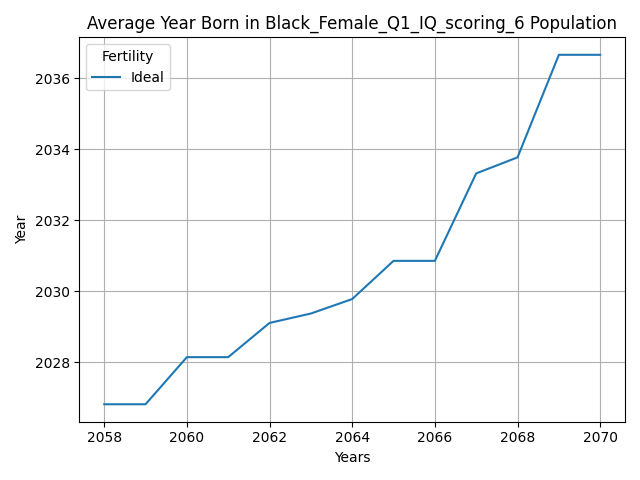 Average Year Born in Black_Female_Q1_IQ_scoring_6 Population
Fertility
Ideal
2036
2034
2032
2030
2028
Year
2058 2060 2062 2064 2066 2068 2070
Years